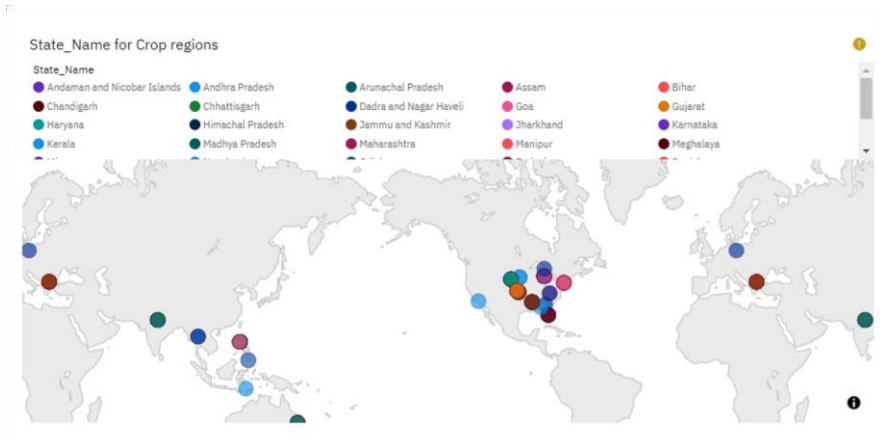 State_Name for Crop regions
State_Name
Andaman and Nicobar Islands Andhra Pradesh Arunachal Pradesh Assam Bihar
Chandigarh Chhattisgarh Dadra and Nagar Haveli Goa Gujarat
Haryana Himachal Pradesh Jammu and Kashmir Jharkhand Karnataka
Kerala Madhya Pradesh Maharashtra Manipur Meghalaya